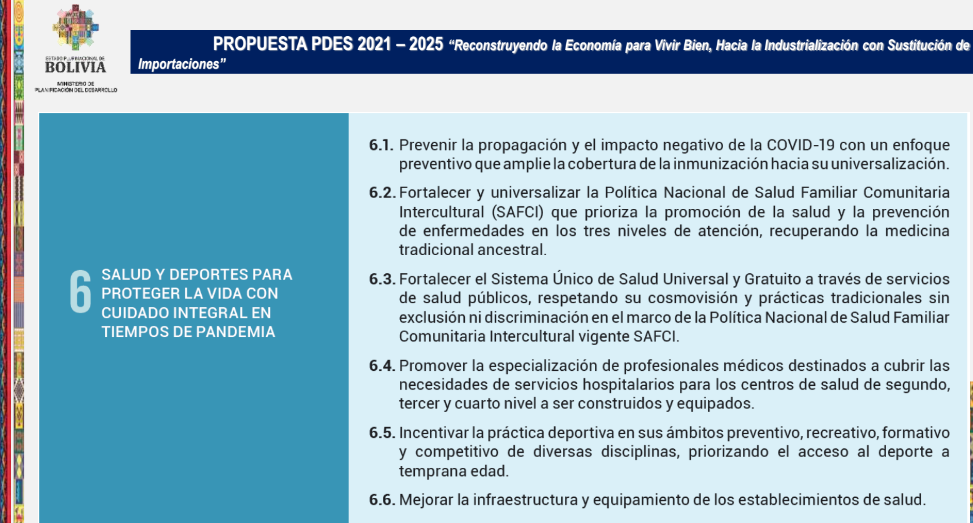 ESTADO PLURINACIONAL DE
BOLIVIA
MINISTERIO DE
PLANIFICACIÓN DEL DESARROLLO
PROPUESTA PDES 2021 – 2025 “Reconstruyendo la Economía para Vivir Bien, Hacia la Industrialización con Sustitución de
Importaciones”
6
SALUD Y DEPORTES PARA
PROTEGER LA VIDA CON
CUIDADO INTEGRAL EN
TIEMPOS DE PANDEMIA
6.1. Prevenir la propagación y el impacto negativo de la COVID-19 con un enfoque
preventivo que amplie la cobertura de la inmunización hacia su universalización.
6.2. Fortalecer y universalizar la Política Nacional de Salud Familiar Comunitaria
Intercultural (SAFCI) que prioriza la promoción de la salud y la prevención
de enfermedades en los tres niveles de atención, recuperando la medicina
tradicional ancestral.
6.3. Fortalecer el Sistema Único de Salud Universal y Gratuito a través de servicios
de salud públicos, respetando su cosmovisión y prácticas tradicionales sin
exclusión ni discriminación en el marco de la Política Nacional de Salud Familiar
Comunitaria Intercultural vigente SAFCI.
6.4. Promover la especialización de profesionales médicos destinados a cubrir las
necesidades de servicios hospitalarios para los centros de salud de segundo,
tercer y cuarto nivel a ser construidos y equipados.
6.5. Incentivar la práctica deportiva en sus ámbitos preventivo, recreativo, formativo
y competitivo de diversas disciplinas, priorizando el acceso al deporte a
temprana edad.
6.6. Mejorar la infraestructura y equipamiento de los establecimientos de salud.